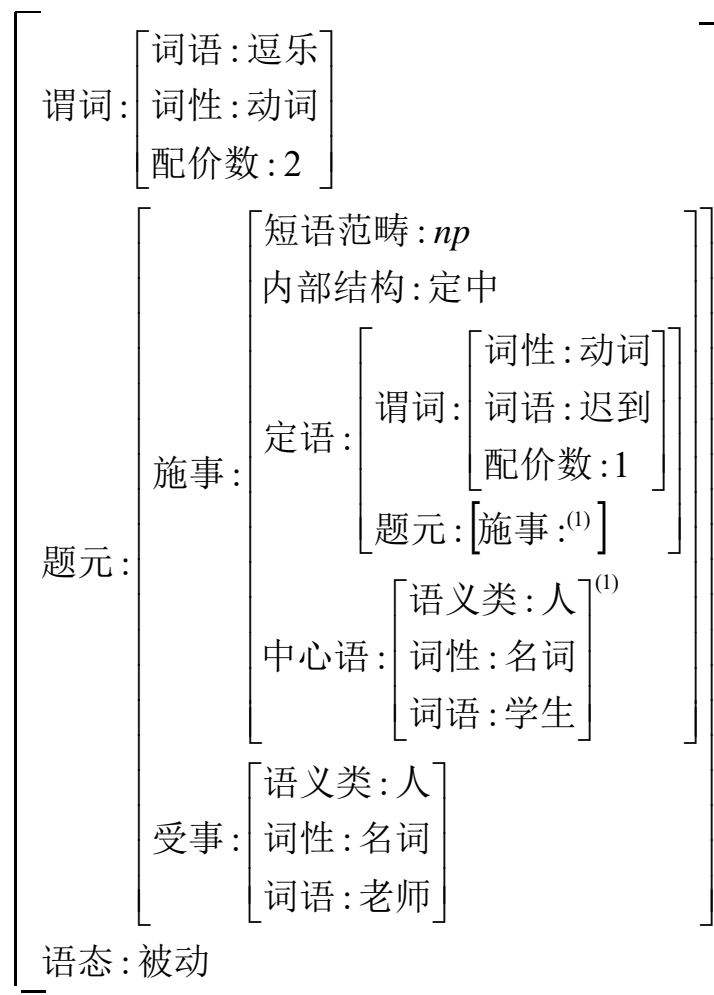 词语:逗乐
谓词: 词性:动词
配价数:2
短语范畴:np
内部结构:定中
词性:动词
谓词: 词语:迟到
定语:
配价数:1
施事:
题元:[施事:(1)]
题元:
语义类:人 (1)
中心语: 词性:名词
词语:学生
语义类:人
受事: 词性:名词
词语:老师
语态:被动